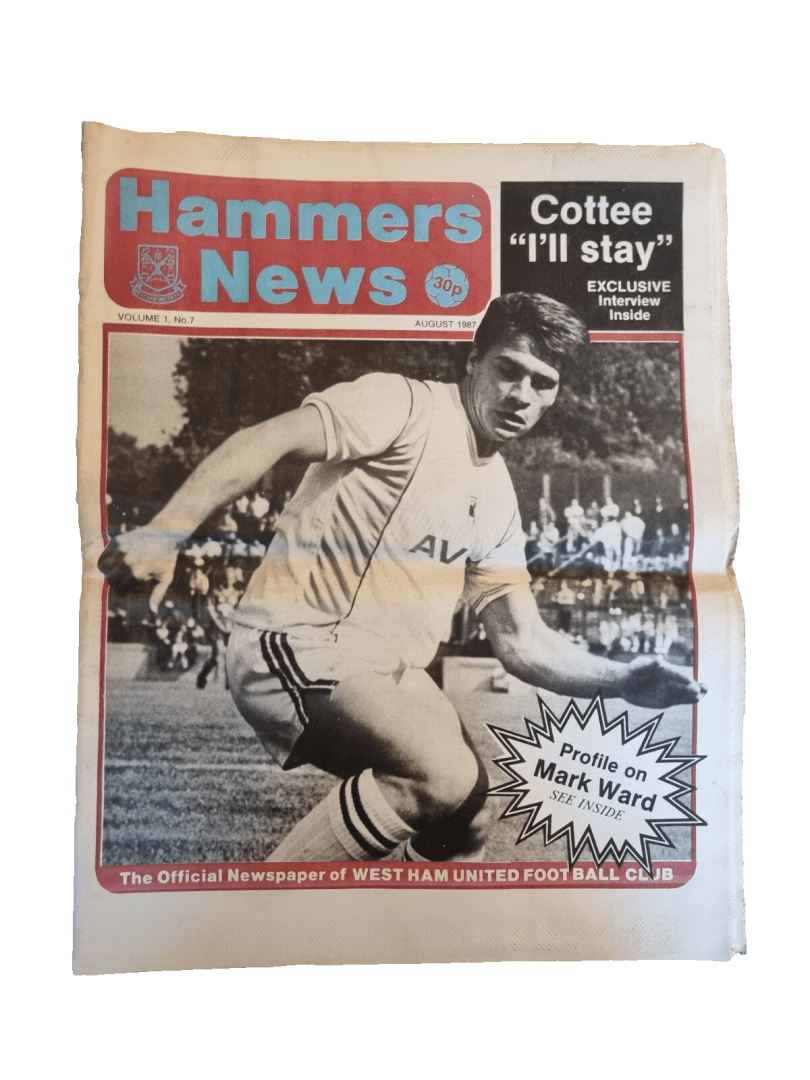 Hammers
News
30p
VOLUME 1, No.7
AUGUST 1987
Cottee
“I’ll stay”
EXCLUSIVE
Interview
Inside
AV
Profile on
Mark Ward
SEE INSIDE
The Official Newspaper of WEST HAM UNITED FOOTBALL CLUB